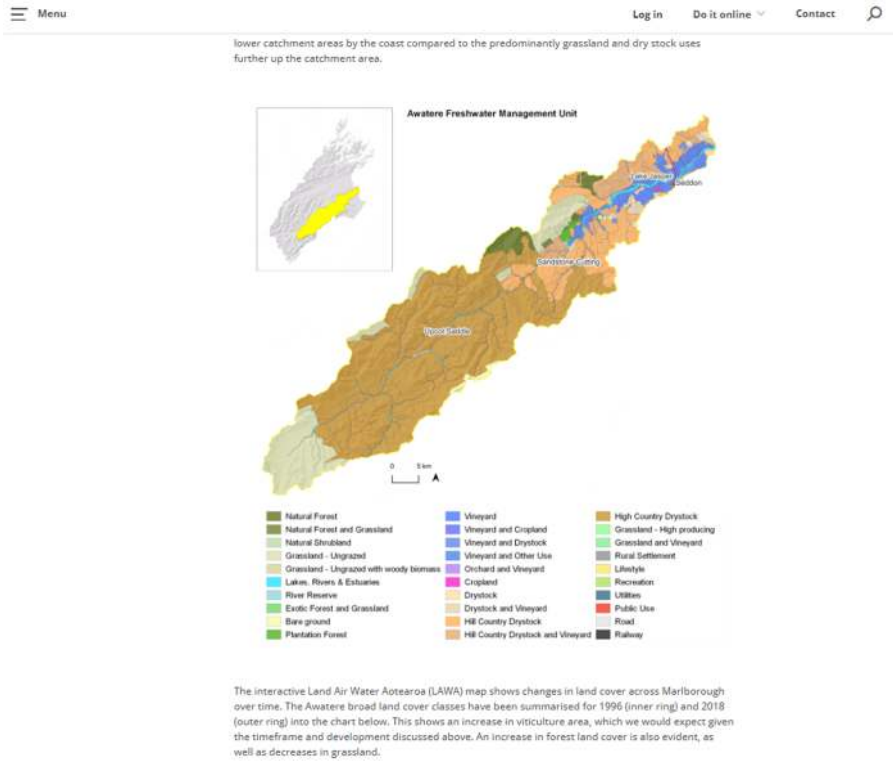 Menu
Log in
Do it online
Contact
lower catchment areas by the coast compared to the predominantly grassland and dry stock uses
further up the catchment area.
Awatere Freshwater Management Unit
Seddon
Sandstone Cutting
Upcot Saddle
0 5 km
Natural Forest
Natural Forest and Grassland
Natural Shrubland
Grassland - Ungrazed
Grassland - Ungrazed with woody biomass
Lakes, Rivers & Estuaries
River Reserve
Exotic Forest and Grassland
Bare ground
Plantation Forest
Vineyard
Vineyard and Cropland
Vineyard and Drystock
Vineyard and Other Use
Orchard and Vineyard
Cropland
Drystock
Drystock and Vineyard
Hill Country Drystock
Hill Country Drystock and Vineyard
High Country Drystock
Grassland - High producing
Grassland and Vineyard
Rural Settlement
Lifestyle
Recreation
Utilities
Public Use
Road
Railway
The interactive Land Air Water Aotearoa (LAWA) map shows changes in land cover across Marlborough
over time. The Awatere broad land cover classes have been summarised for 1996 (inner ring) and 2018
(outer ring) into the chart below. This shows an increase in viticulture area, which we would expect given
the timeframe and development discussed above. An increase in forest land cover is also evident, as
well as decreases in grassland.